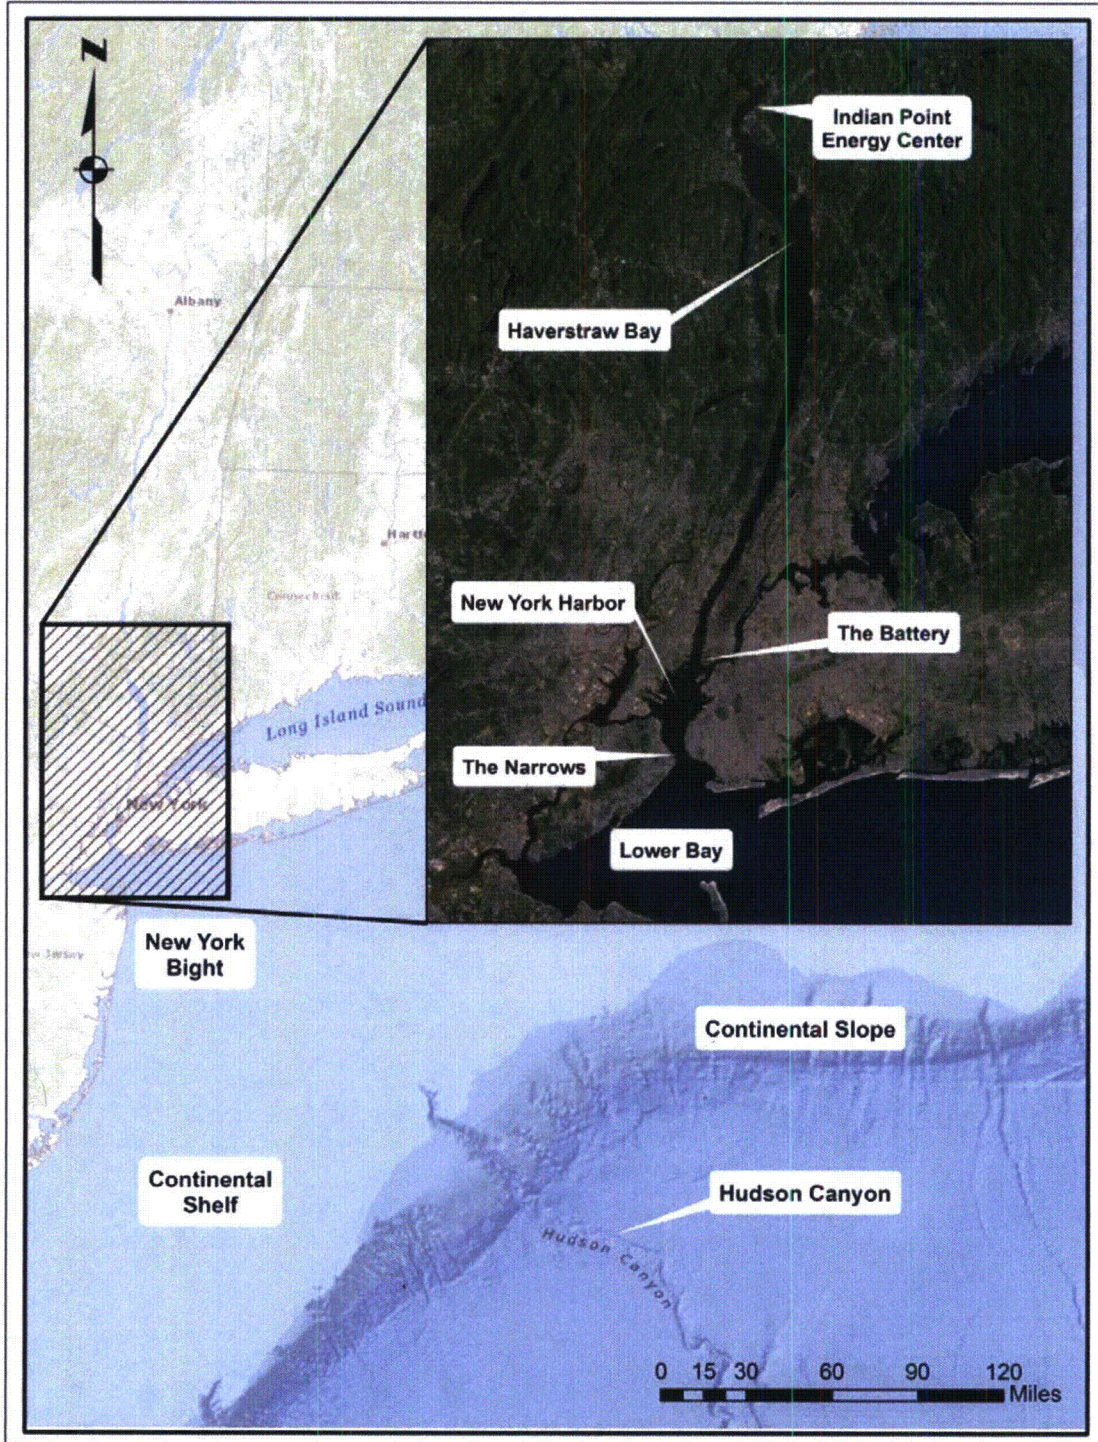 N
Indian Point
Energy Center
Albany
Haverstraw Bay
Connecticut
New York Harbor
The Battery
Long Island Sound
The Narrows
New York
Lower Bay
New York
Bight
Jersey
Continental Slope
Continental
Shelf
Hudson Canyon
Hudson Canyon
0 15 30 60 90 120
Miles